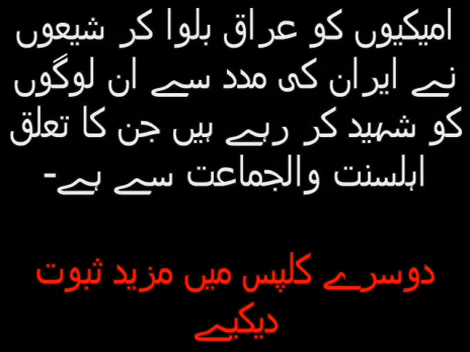 امیکیوں کو عراق بلوا کر شیعوں
نے ایران کی مدد سے ان لوگوں
کو شہید کر رہے ہیں جن کا تعلق
اہلسنت والجماعت سے ہے-
دوسرے کلپس میں مزید ثبوت
دیکیے